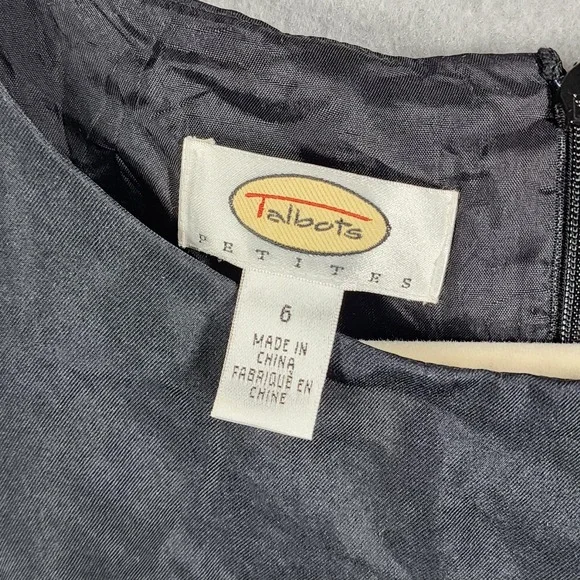 Talbots
PETITES
6
MADE IN
CHINA
FABRIQUÉ EN
CHINE